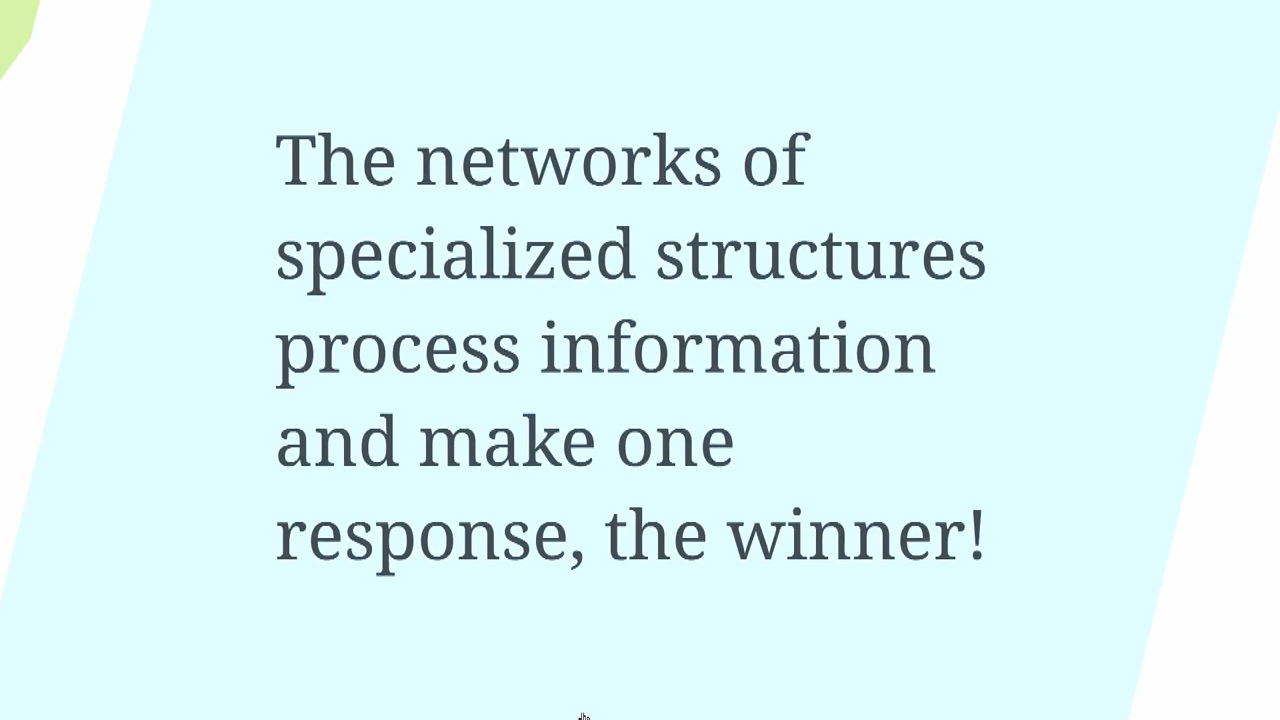 The networks of
specialized structures
process information
and make one
response, the winner!